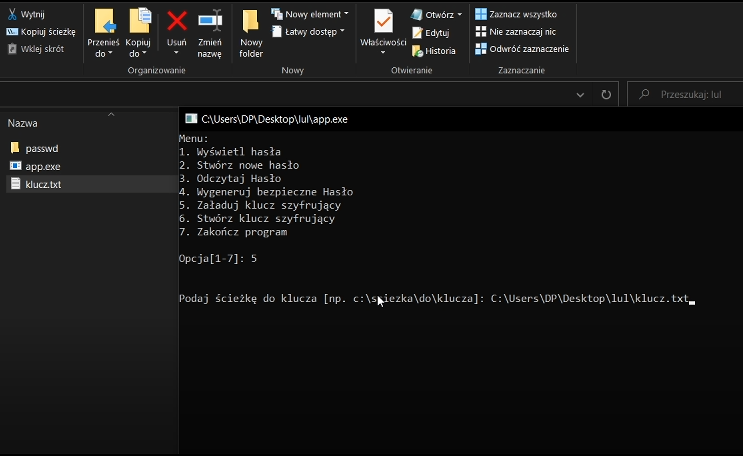 Wytnij
Kopiuj ścieżkę
Wklej skrót
Przenieś do
Kopiuj do
Usuń
Zmień nazwę
Organizowanie
Nowy folder
Nowy element
Łatwy dostęp
Nowy
Właściwości
Otwórz
Edytuj
Historia
Otwieranie
Zaznacz wszystko
Nie zaznaczaj nic
Odwróć zaznaczenie
Zaznaczanie
Przeszukaj: lul
Nazwa
passwd
app.exe
klucz.txt
C:\Users\DP\Desktop\lul\app.exe
Menu:
1. Wyświetl hasła
2. Stwórz nowe hasło
3. Odczytaj Hasło
4. Wygeneruj bezpieczne Hasło
5. Załaduj klucz szyfrujący
6. Stwórz klucz szyfrujący
7. Zakończ program
Opcja[1-7]: 5
Podaj ścieżkę do klucza [np. c:\sciezka\do\klucza]: C:\Users\DP\Desktop\lul\klucz.txt